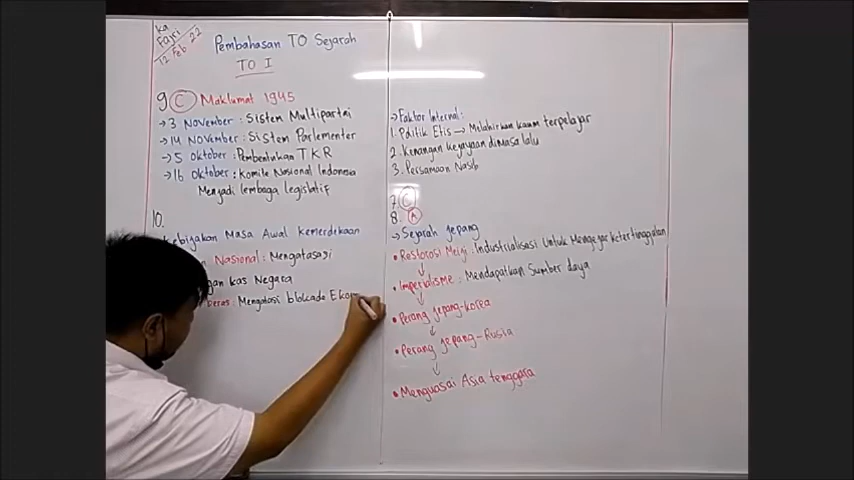 ka Fajri
12 Feb 22
Pembahasan TO Sejarah
TO I
9 C Maklumat 1945
→ 3 November : Sistem Multipartai
→ 14 November : Sistem Parlementer
→ 5 Oktober : Pembentukan TKR
→ 16 Oktober : Komite Nasional Indonesia
Menjadi lembaga legislatif
10.
Kebijakan Masa Awal Kemerdekaan
Nasional : Mengatasi
kas Negara
Beras : Mengatasi blokade Ekon
→ Faktor Internal :
1. Politik Etis → Melahirkan kaum terpelajar
2. Kenangan kejayaan dimasa lalu
3. Persamaan Nasib
7. C
8. A
→ Sejarah Jepang
• Restorasi Meiji : Industrialisasi Untuk Mengejar ketertinggalan
↓
• Imperialisme : Mendapatkan Sumber daya
↓
• Perang Jepang-Korea
↓
• Perang Jepang - Rusia
↓
• Menguasai Asia tenggara